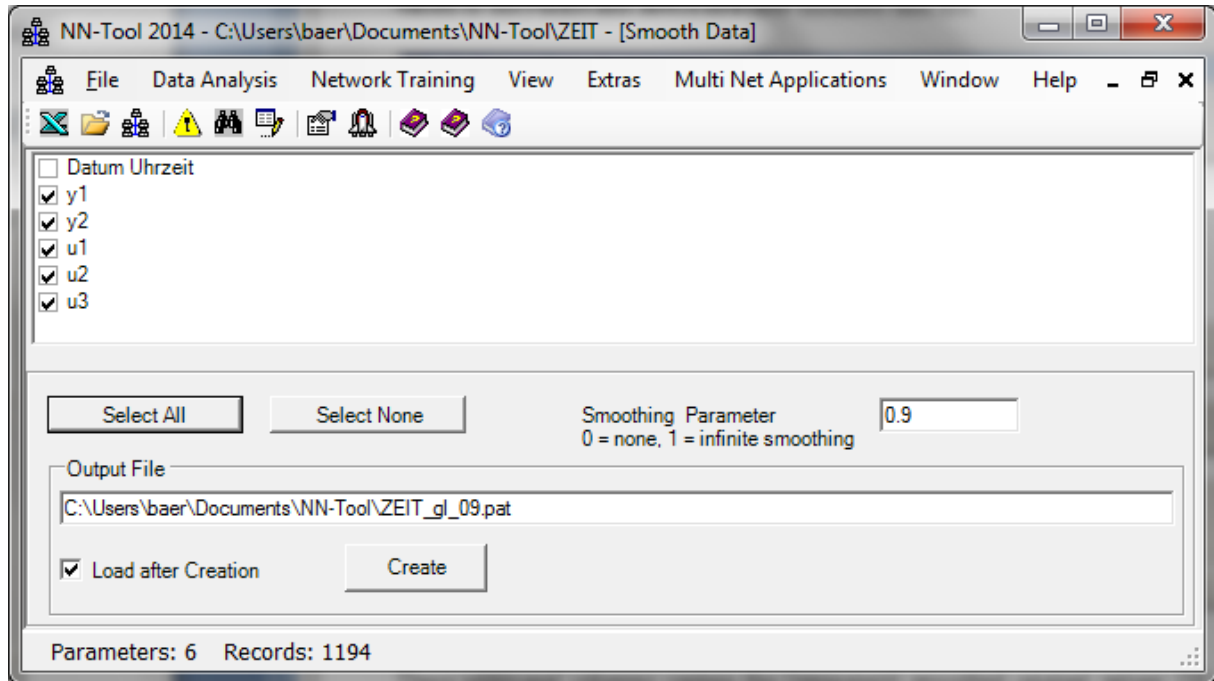 NN-Tool 2014 - C:\Users\baer\Documents\NN-Tool\ZEIT - [Smooth Data]
File Data Analysis Network Training View Extras Multi Net Applications Window Help
Datum Uhrzeit
y1
y2
u1
u2
u3
Select All Select None Smoothing Parameter 0.9
0 = none, 1 = infinite smoothing
Output File
C:\Users\baer\Documents\NN-Tool\ZEIT_gl_09.pat
Load after Creation Create
Parameters: 6 Records: 1194